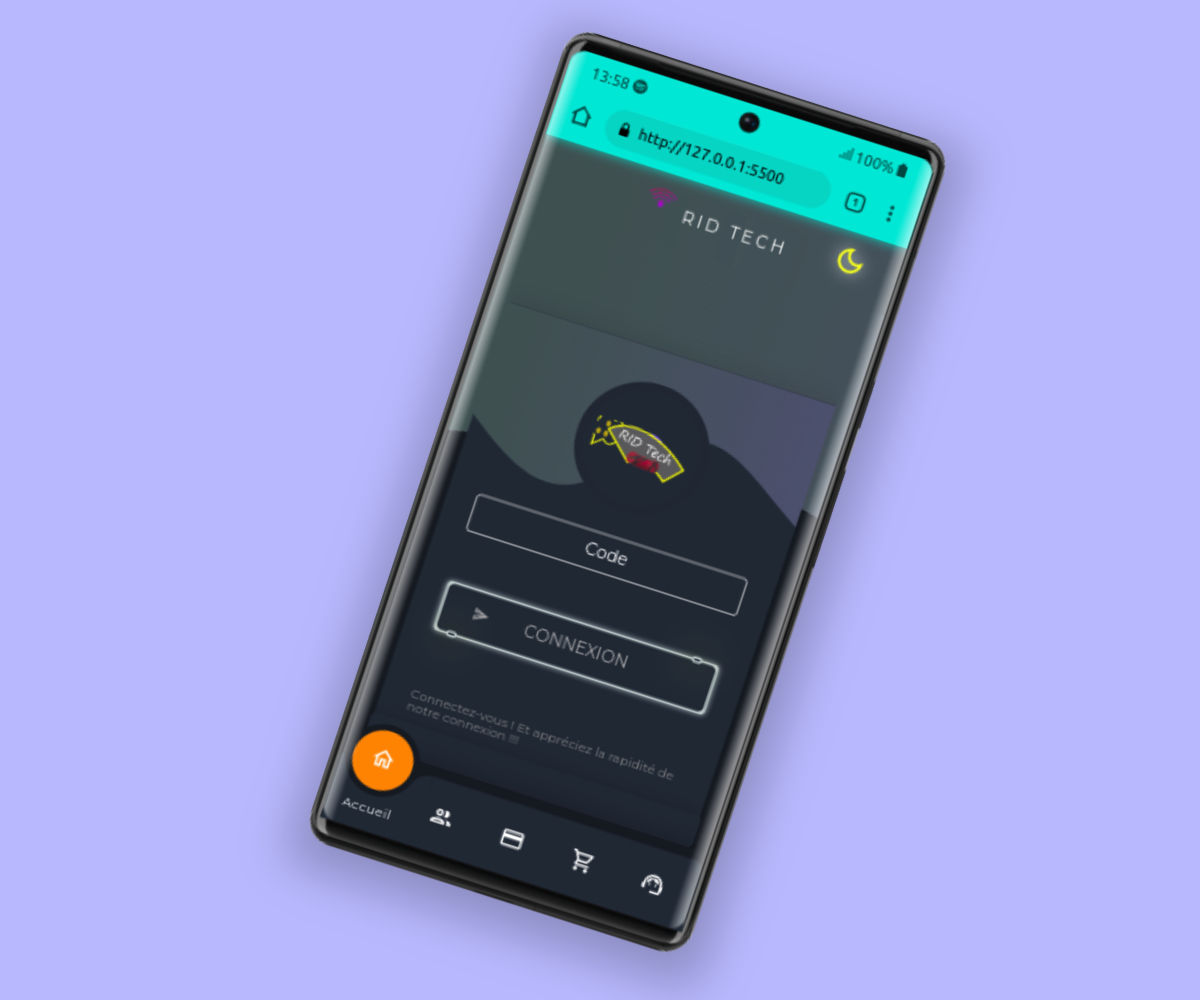 13:58
100%
http://127.0.0.1:5500
1
RID TECH
RID Tech
Code
CONNEXION
Connectez-vous ! Et appréciez la rapidité de
notre connexion !!!
Accueil